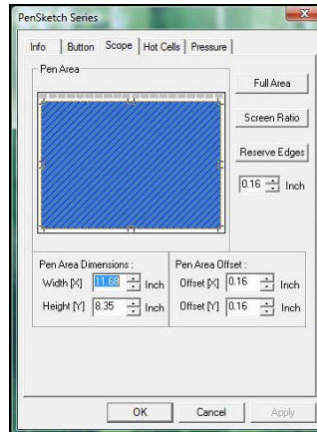 PenSketch Series
Info Button Scope Hot Cells Pressure
Pen Area
Full Area
Screen Ratio
Reserve Edges
0.16 Inch
Pen Area Dimensions :
Width [X] 11.68 Inch
Height [Y] 8.35 Inch
Pen Area Offset :
Offset [X] 0.16 Inch
Offset [Y] 0.16 Inch
OK Cancel Apply